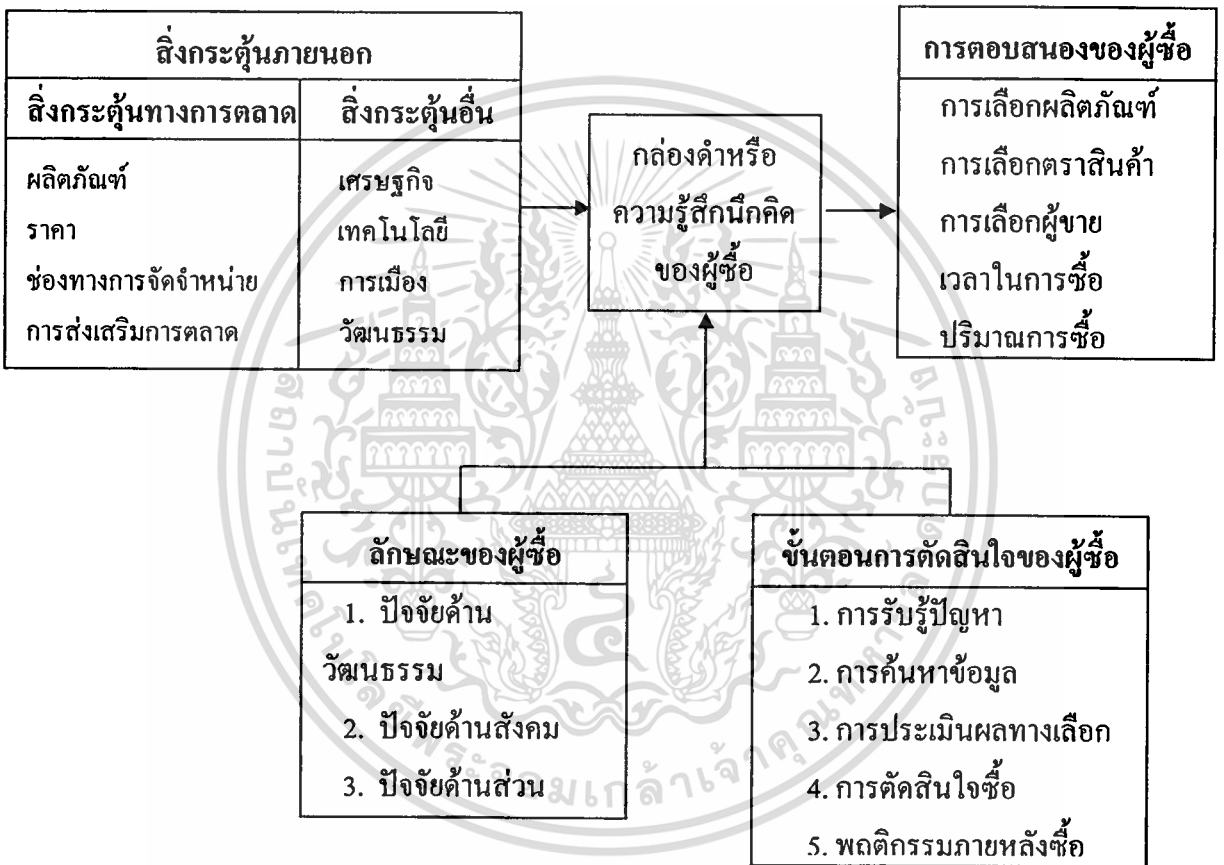 สิ่งกระตุ้นภายนอก
สิ่งกระตุ้นทางการตลาด สิ่งกระตุ้นอื่น
ผลิตภัณฑ์ เศรษฐกิจ
ราคา เทคโนโลยี
ช่องทางการจัดจำหน่าย การเมือง
การส่งเสริมการตลาด วัฒนธรรม
กล่องดำหรือ
ความรู้สึกนึกคิด
ของผู้ซื้อ
การตอบสนองของผู้ซื้อ
การเลือกผลิตภัณฑ์
การเลือกตราสินค้า
การเลือกผู้ขาย
เวลาในการซื้อ
ปริมาณการซื้อ
ลักษณะของผู้ซื้อ
1. ปัจจัยด้าน
วัฒนธรรม
2. ปัจจัยด้านสังคม
3. ปัจจัยด้านส่วน
ขั้นตอนการตัดสินใจของผู้ซื้อ
1. การรับรู้ปัญหา
2. การค้นหาข้อมูล
3. การประเมินผลทางเลือก
4. การตัดสินใจซื้อ
5. พฤติกรรมภายหลังซื้อ